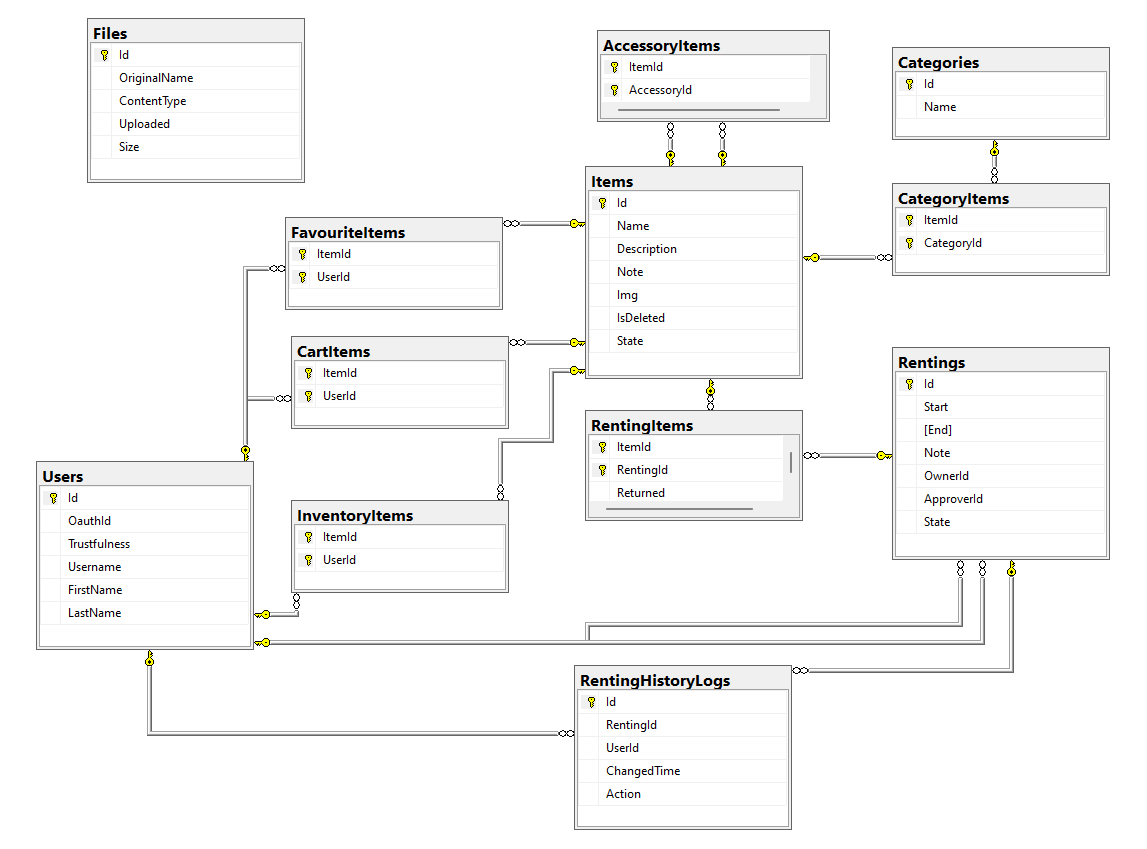 Files
Id
OriginalName
ContentType
Uploaded
Size
AccessoryItems
ItemId
AccessoryId
Categories
Id
Name
Items
Id
Name
Description
Note
Img
IsDeleted
State
CategoryItems
ItemId
CategoryId
FavouriteItems
ItemId
UserId
CartItems
ItemId
UserId
Rentings
Id
Start
[End]
Note
OwnerId
ApproverId
State
RentingItems
ItemId
RentingId
Returned
Users
Id
OauthId
Trustfulness
Username
FirstName
LastName
InventoryItems
ItemId
UserId
RentingHistoryLogs
Id
RentingId
UserId
ChangedTime
Action